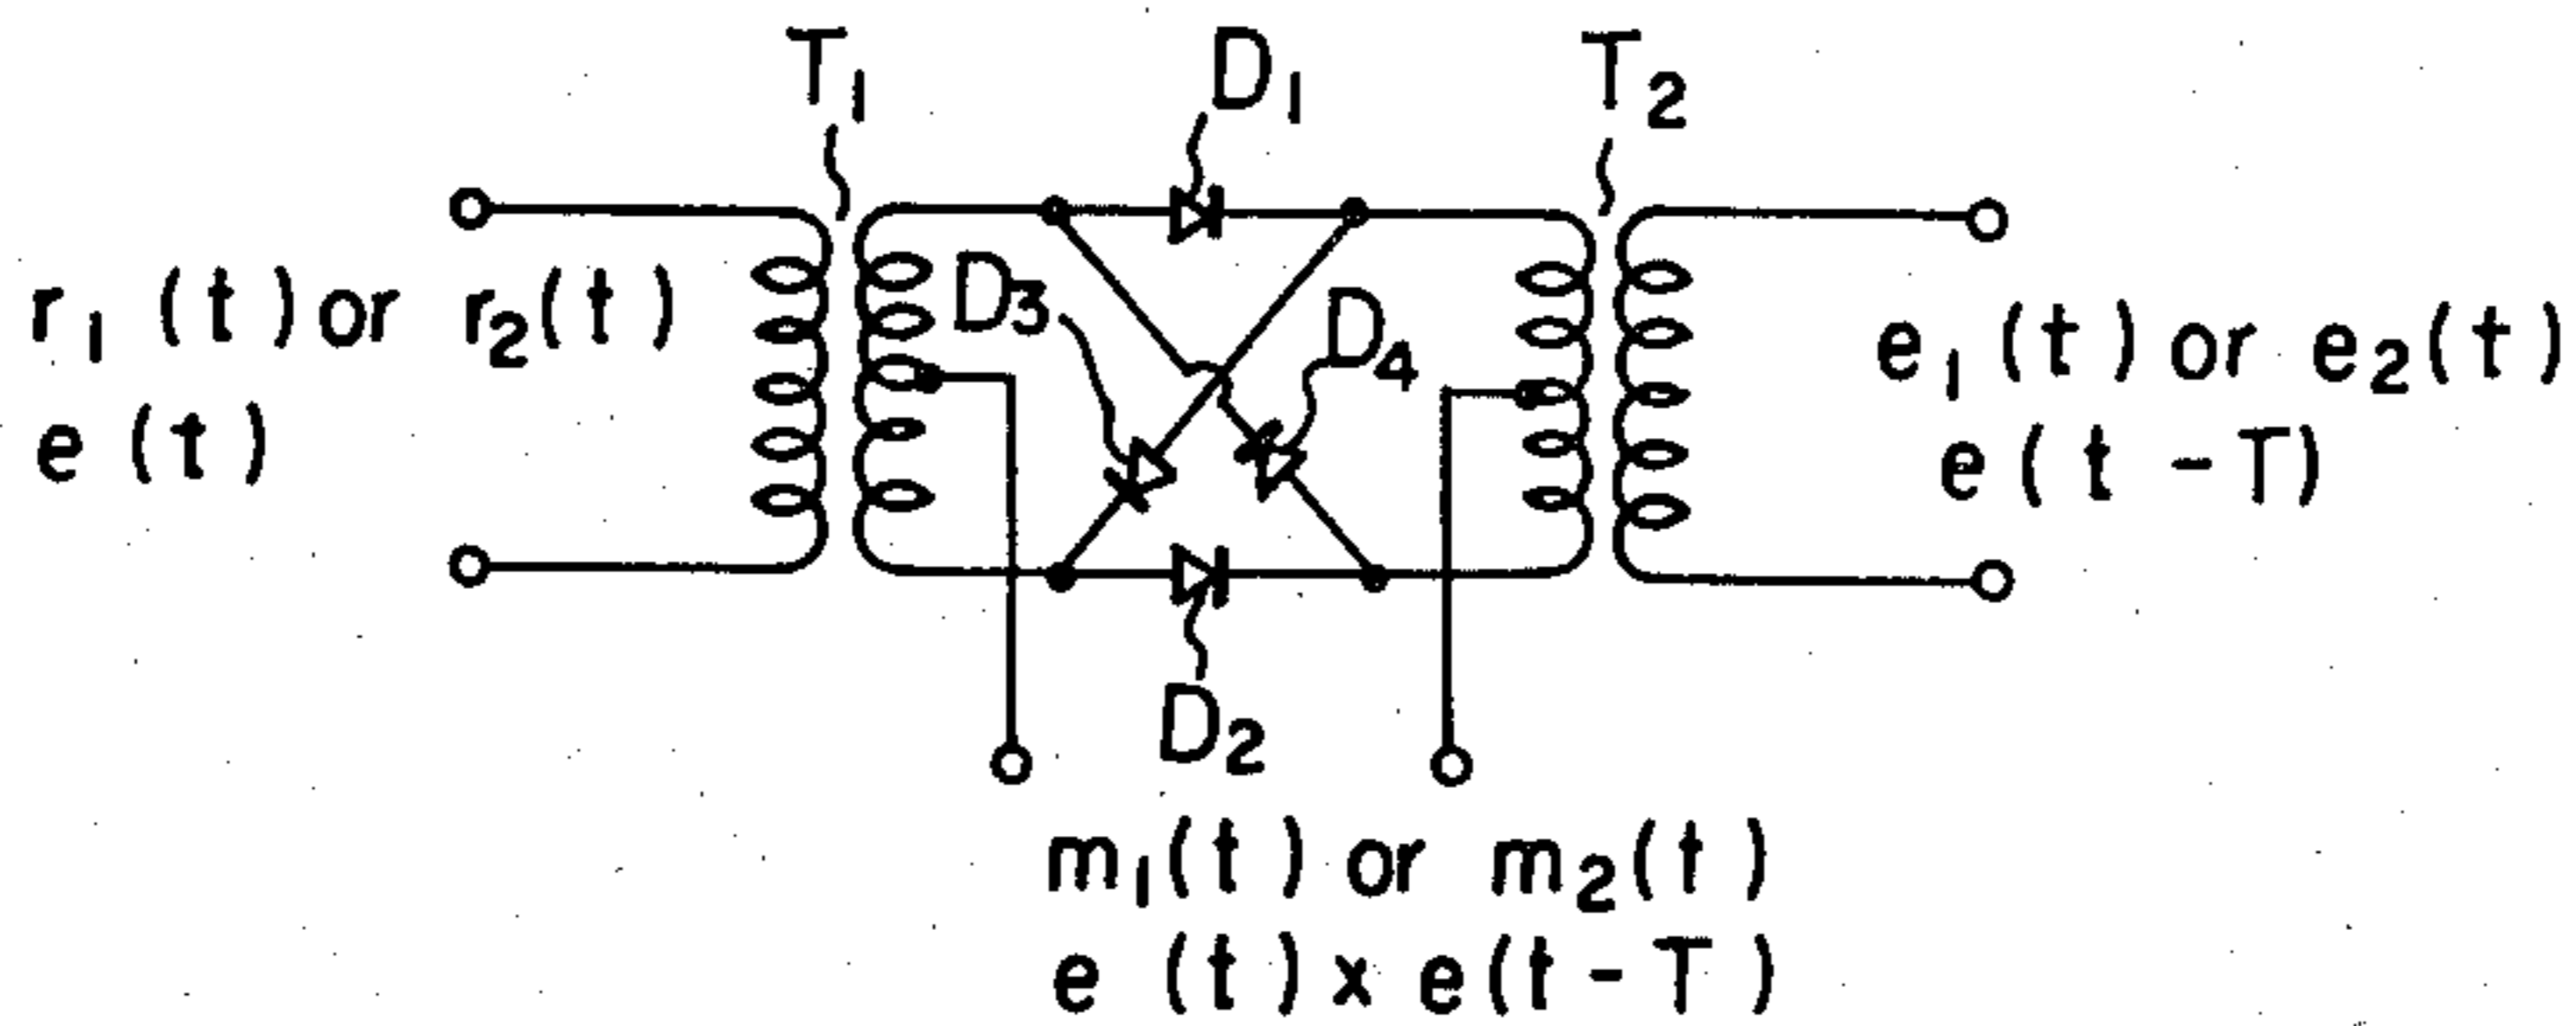 T1
D1
T2
D3
D4
r1 (t) or r2(t)
e (t)
e1 (t) or e2(t)
e(t-T)
D2
m1(t) or m2(t)
e (t) x e(t-T)